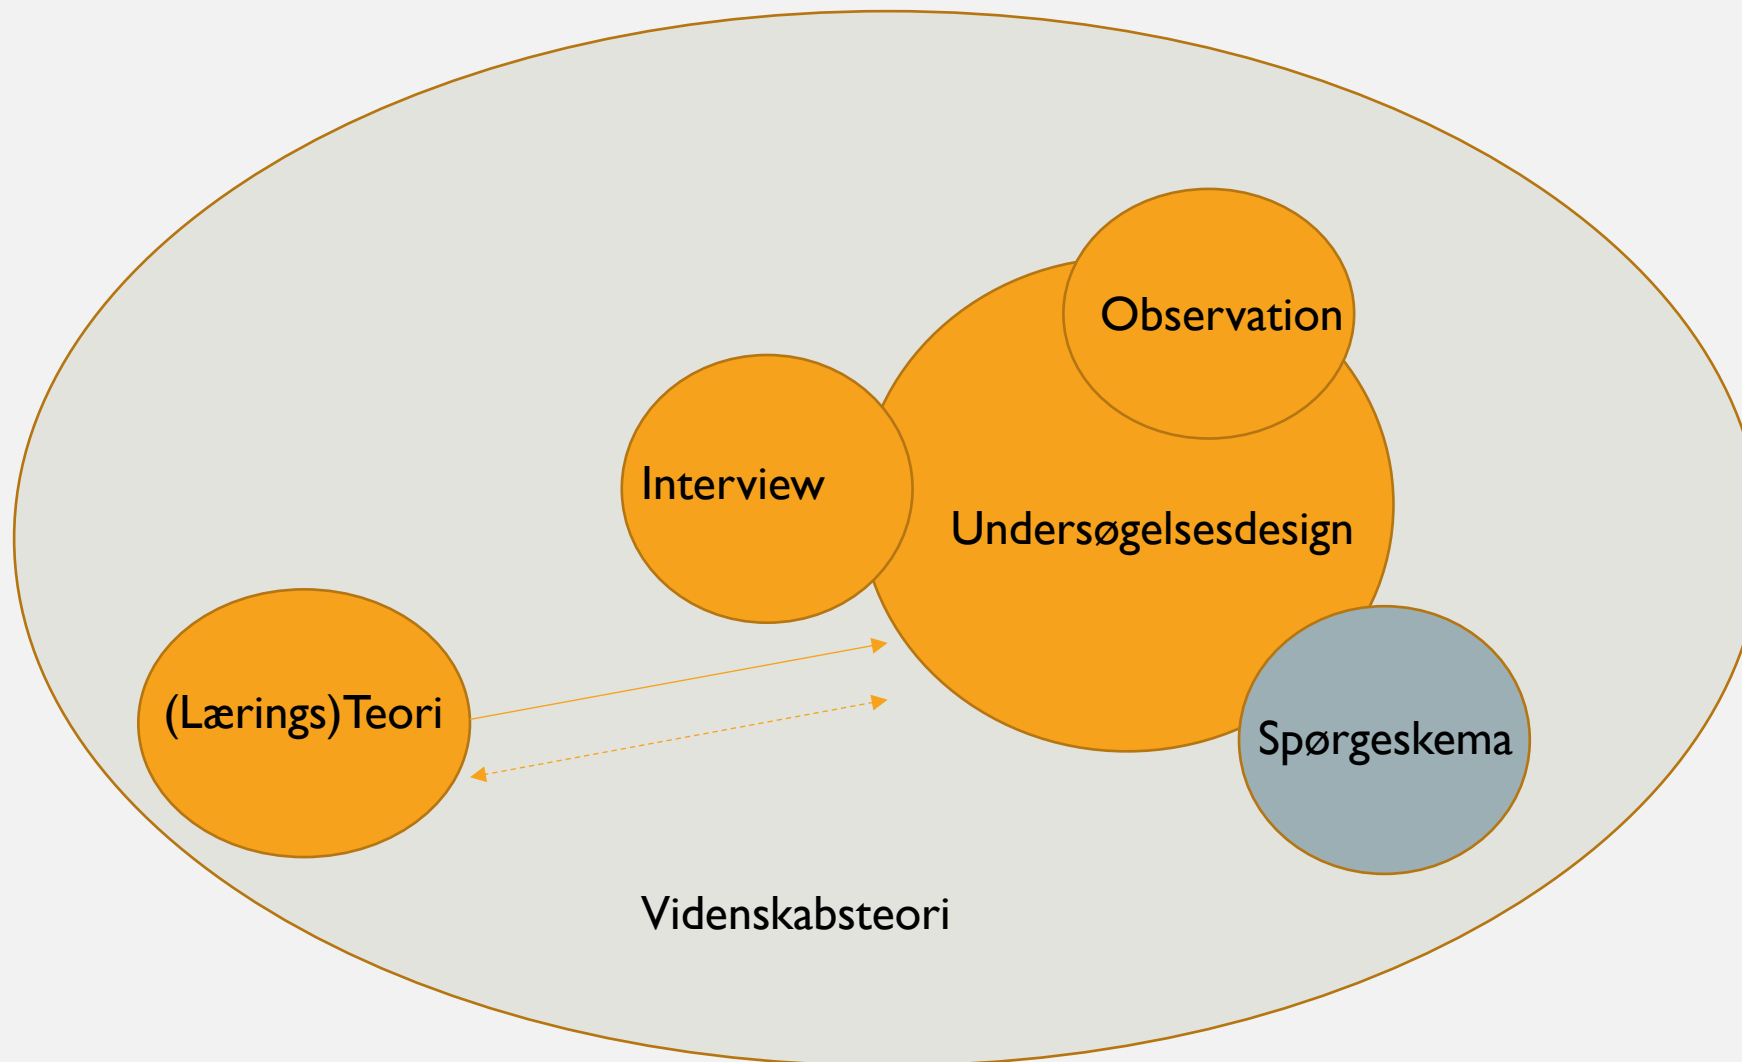 Observation
Interview
Undersøgelsesdesign
(Lærings)Teori
Spørgeskema
Videnskabsteori